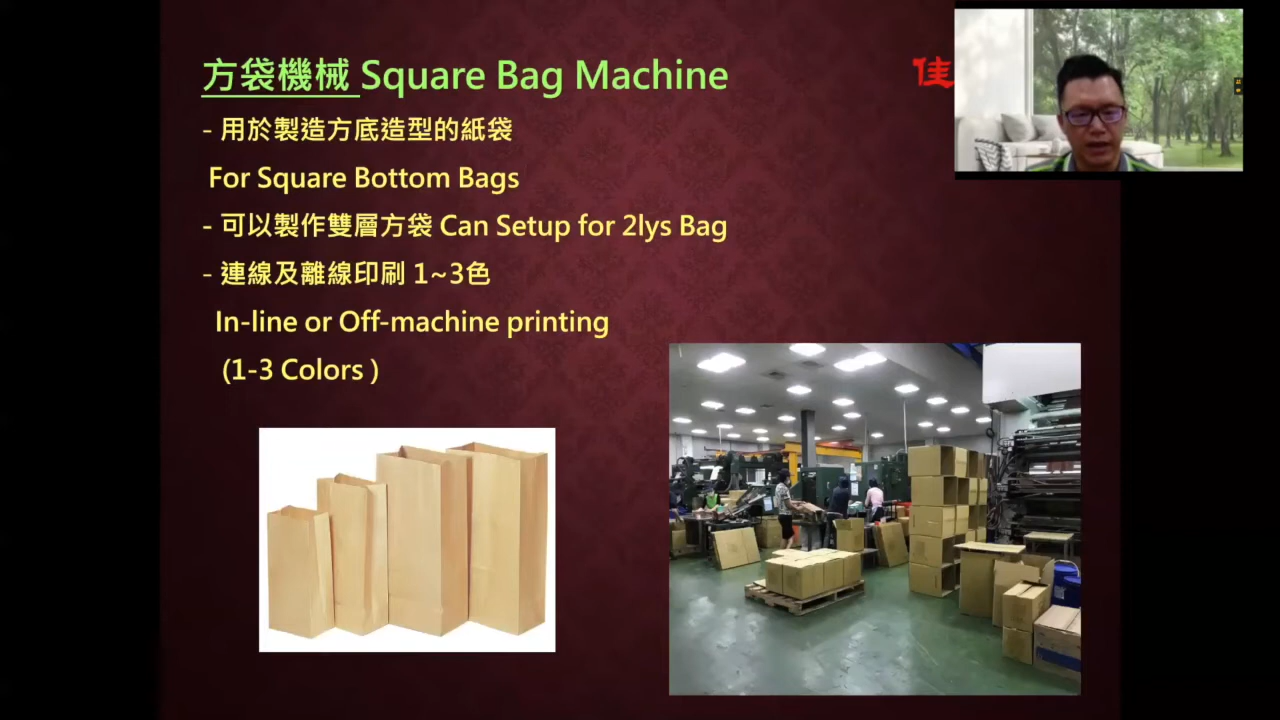 方袋機械 Square Bag Machine
佳
- 用於製造方底造型的紙袋
For Square Bottom Bags
- 可以製作雙層方袋 Can Setup for 2lys Bag
- 連線及離線印刷 1~3色
In-line or Off-machine printing
(1-3 Colors )